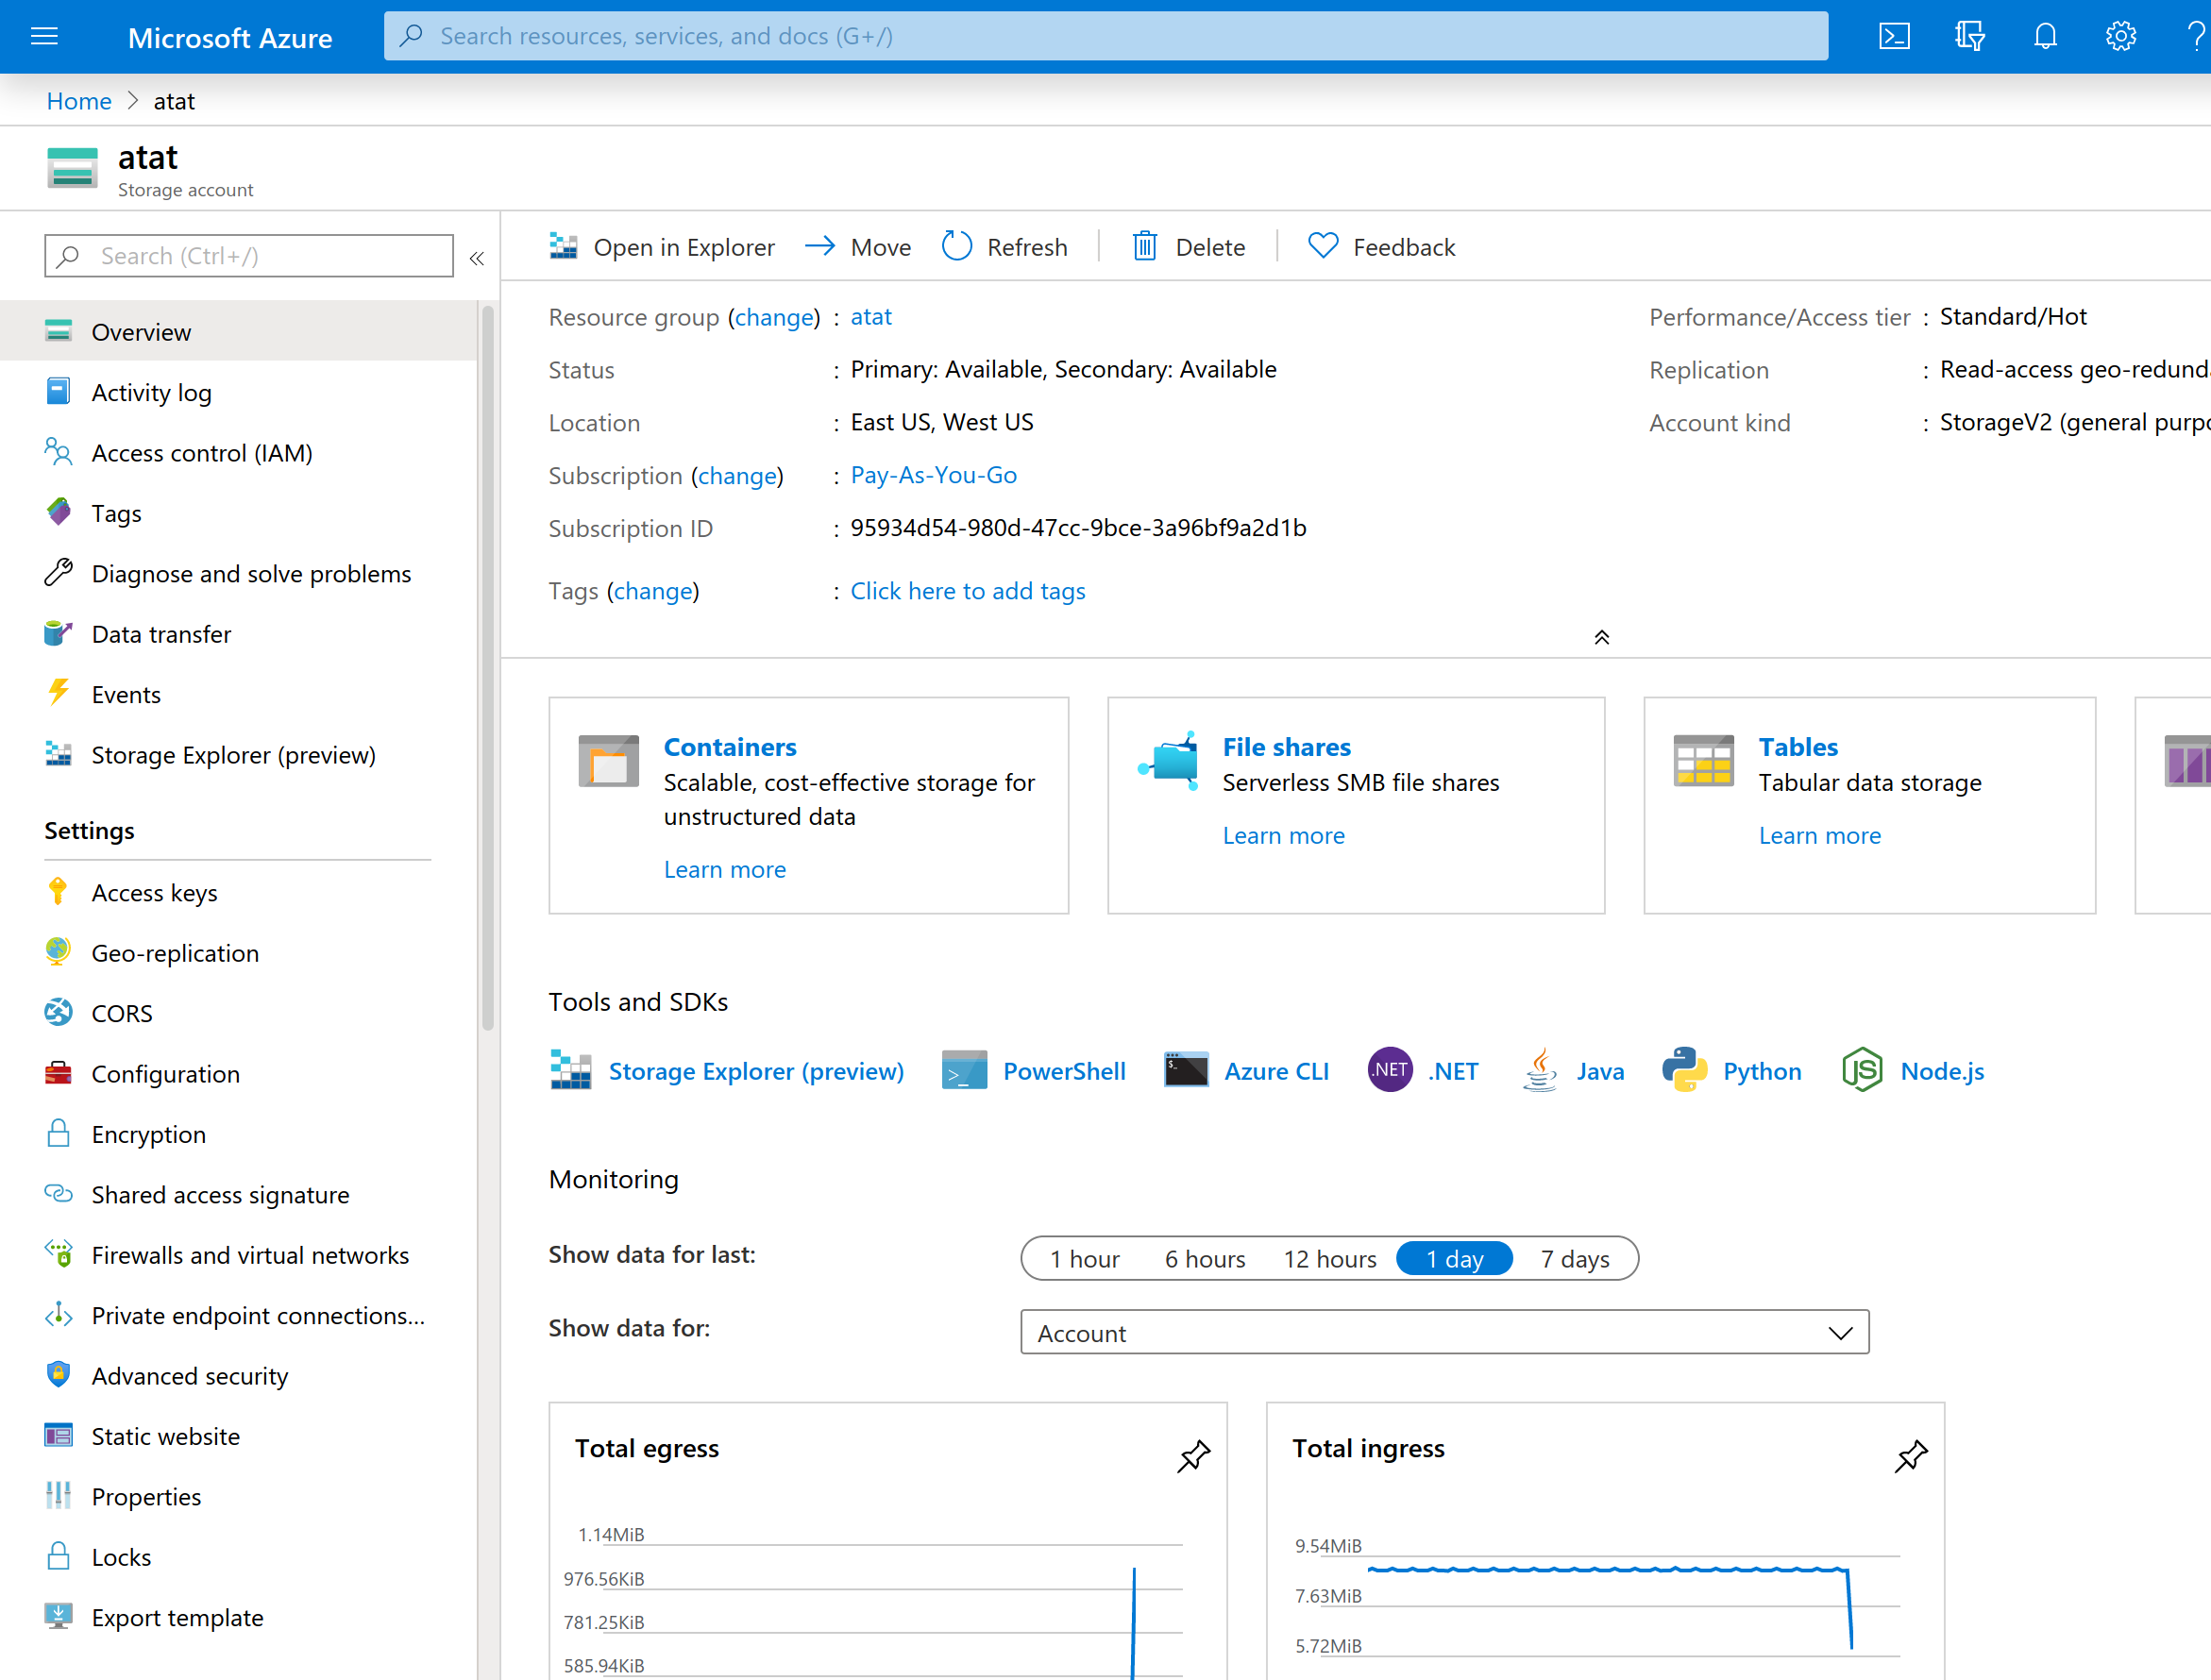 Microsoft Azure
Search resources, services, and docs (G+/)
?
Home > atat
atat
Storage account
Search (Ctrl+/)
«
Overview
Activity log
Access control (IAM)
Tags
Diagnose and solve problems
Data transfer
Events
Storage Explorer (preview)
Settings
Access keys
Geo-replication
CORS
Configuration
Encryption
Shared access signature
Firewalls and virtual networks
Private endpoint connections...
Advanced security
Static website
Properties
Locks
Export template
Open in Explorer Move Refresh Delete Feedback
Resource group (change) : atat
Status : Primary: Available, Secondary: Available
Location : East US, West US
Subscription (change) : Pay-As-You-Go
Subscription ID : 95934d54-980d-47cc-9bce-3a96bf9a2d1b
Tags (change) : Click here to add tags
Performance/Access tier : Standard/Hot
Replication : Read-access
Account kind : StorageV2 (general
Containers
Scalable, cost-effective storage for
unstructured data
Learn more
File shares
Serverless SMB file shares
Learn more
Tables
Tabular data storage
Learn more
Tools and SDKs
Storage Explorer (preview) PowerShell Azure CLI .NET .NET Java Python JS Node.js
Monitoring
Show data for last: 1 hour 6 hours 12 hours 1 day 7 days
Show data for: Account
Total egress
1.14MiB
976.56KiB
781.25KiB
585.94KiB
Total ingress
9.54MiB
7.63MiB
5.72MiB